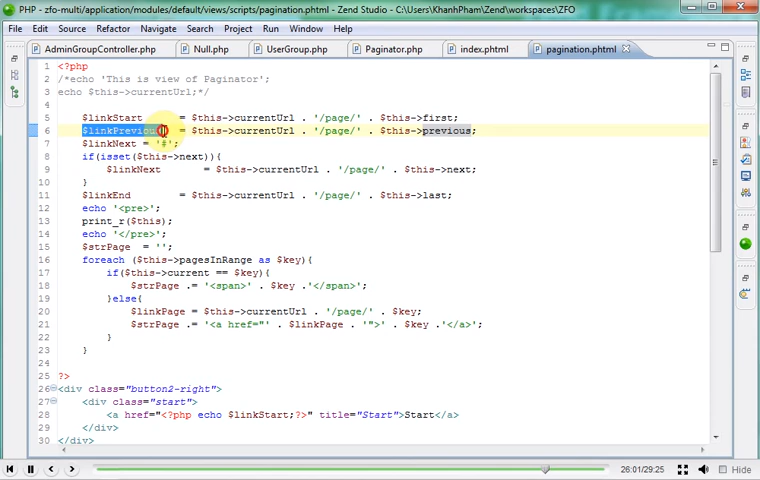 PHP - zfo-multi/application/modules/default/views/scripts/pagination.phtml - Zend Studio - C:\Users\KhanhPham\Zend\workspaces\ZFO
File Edit Source Refactor Navigate Search Project Run Window Help
AdminGroupController.php Null.php UserGroup.php Paginator.php index.phtml pagination.phtml
1 <?php
2 /*echo 'This is view of Paginator';
3 echo $this->currentUrl;*/
4
5 $linkStart = $this->currentUrl . '/page/' . $this->first;
6 $linkPrevious = $this->currentUrl . '/page/' . $this->previous;
7 $linkNext = '#';
8 if(isset($this->next)){
9 $linkNext = $this->currentUrl . '/page/' . $this->next;
10 }
11 $linkEnd = $this->currentUrl . '/page/' . $this->last;
12 echo '<pre>';
13 print_r($this);
14 echo '</pre>';
15 $strPage = '';
16 foreach ($this->pagesInRange as $key){
17 if($this->current == $key){
18 $strPage .= '<span>' . $key .'</span>';
19 }else{
20 $linkPage = $this->currentUrl . '/page/' . $key;
21 $strPage .= '<a href="' . $linkPage . '">' . $key .'</a>';
22 }
23 }
24
25 ?>
26 <div class="button2-right">
27 <div class="start">
28 <a href="<?php echo $linkStart;?>" title="Start">Start</a>
29 </div>
30 </div>
26:01/29:25 Hide